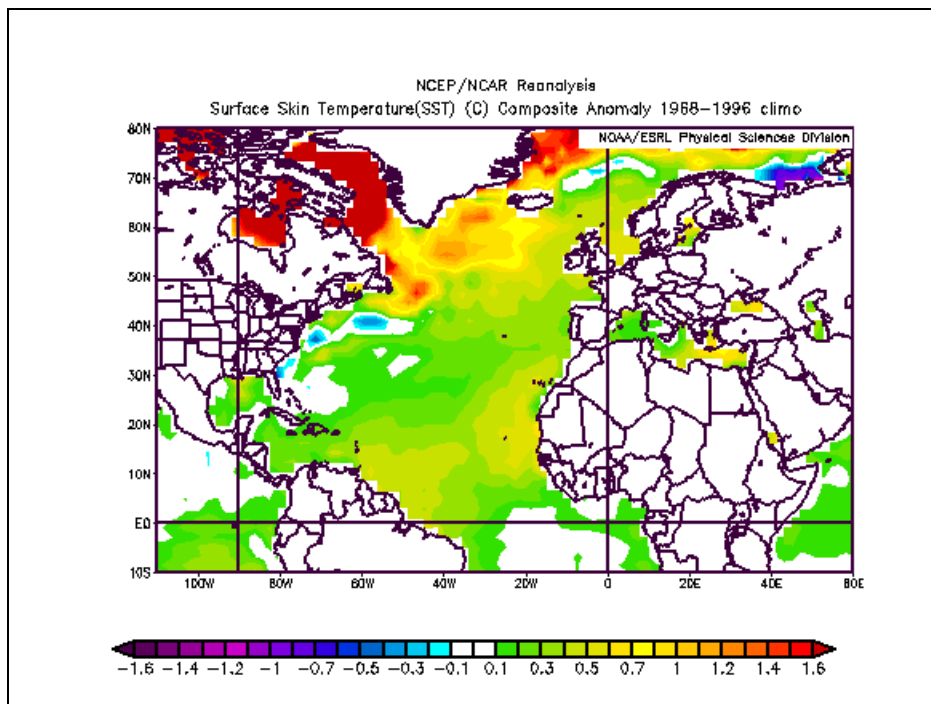 NCEP/NCAR Reanalysis
Surface Skin Temperature(SST) (C) Composite Anomaly 1968-1996 climo
NOAA/ESRL Physical Sciences Division
80N
70N
60N
50N
40N
30N
20N
10N
EQ
10S
100W 80W 60W 40W 20W 0 20E 40E 60E
-1.6 -1.4 -1.2 -1 -0.7 -0.5 -0.3 -0.1 0.1 0.3 0.5 0.7 1 1.2 1.4 1.6